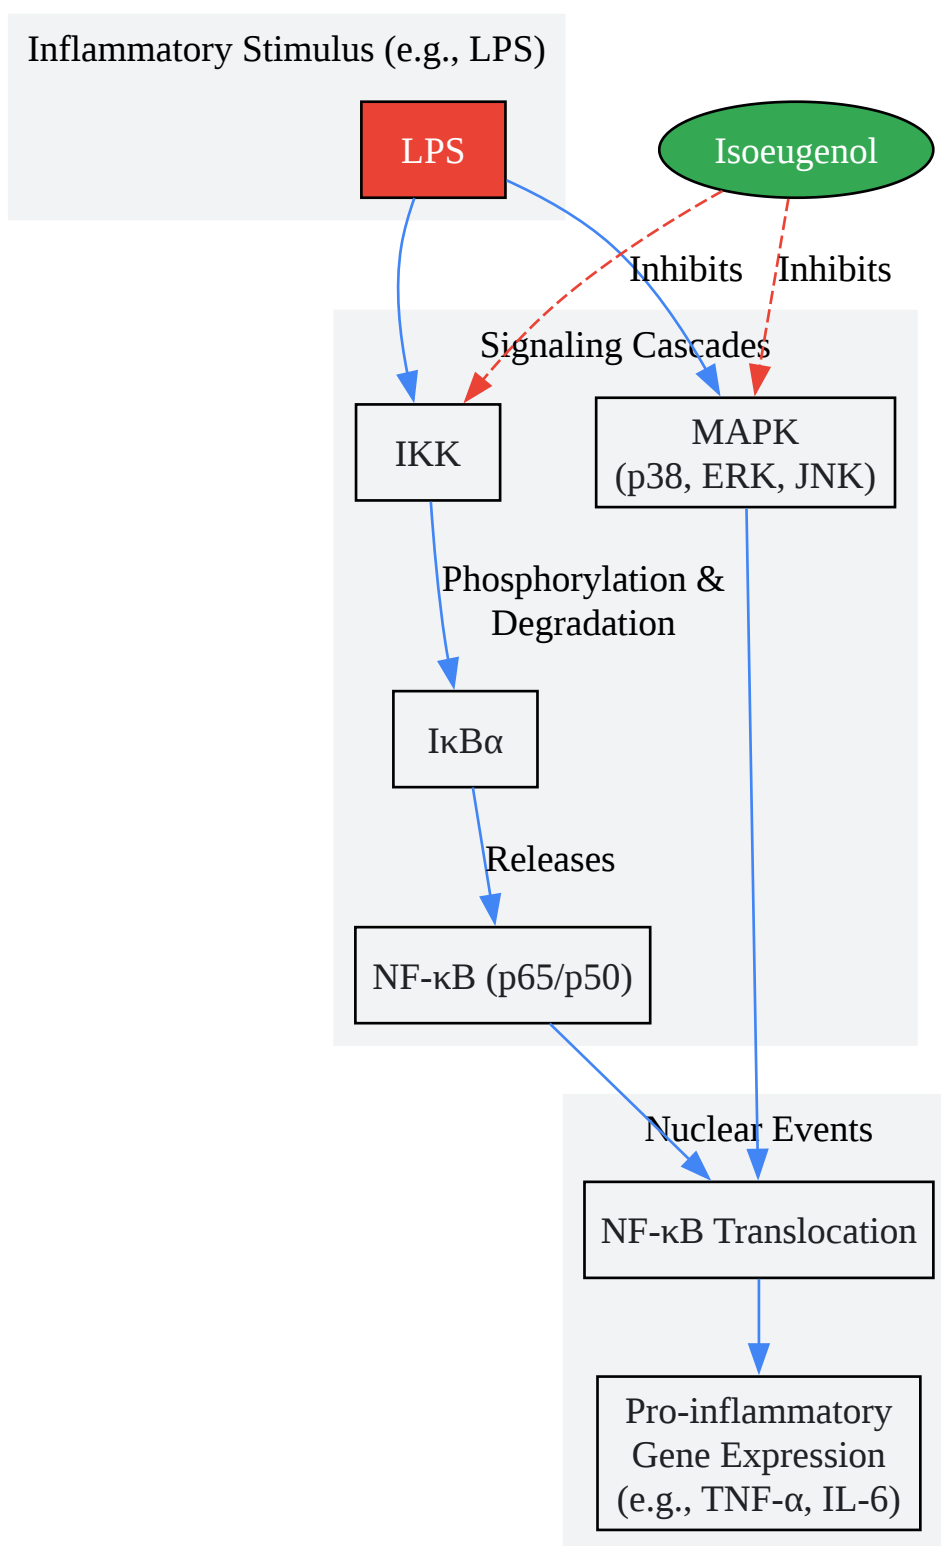 Inflammatory Stimulus (e.g., LPS)
LPS
Isoeugenol
Inhibits
Inhibits
Signaling Cascades
IKK
MAPK
(p38, ERK, JNK)
Phosphorylation &
Degradation
IκBα
Releases
NF-κB (p65/p50)
Nuclear Events
NF-κB Translocation
Pro-inflammatory
Gene Expression
(e.g., TNF-α, IL-6)